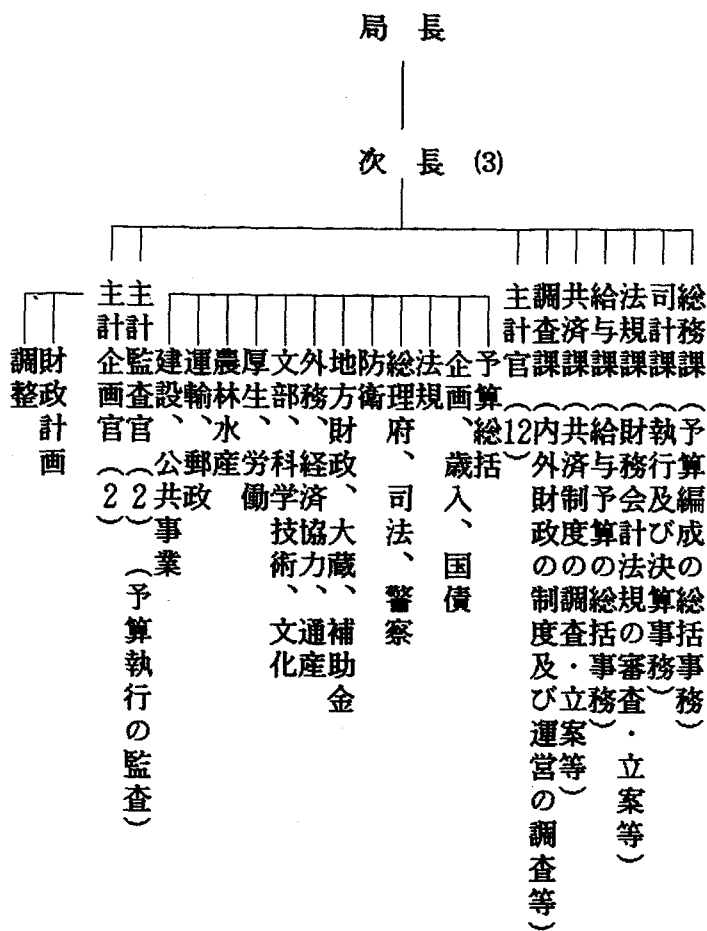 局長
次長 (3)
総務課(予算編成の総括事務)
司計課(執行及び決算事務)
法規課(財務会計法規の審査・立案等)
給与課(給与予算の総括事務)
共済課(共済制度の調査・立案等)
調査課(内外財政の制度及び運営の調査等)
主計官(12)
予算総括
企画、歳入、国債
法規
総理府、司法、警察
防衛
地方財政、大蔵、補助金
外務、経済協力、通産
文部、科学技術、文化
厚生、労働
農林水産
運輸、郵政
建設、公共事業
主計監査官(2)(予算執行の監査)
主計企画官(2)
財政計画
調整